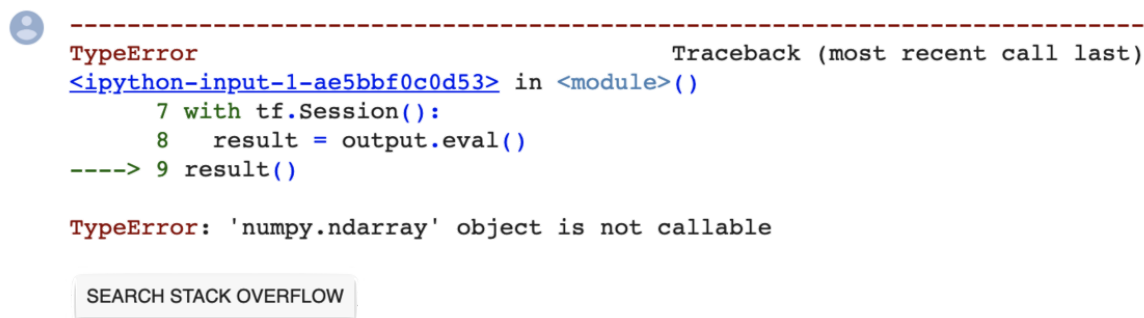 ---------------------------------------------------------------------------
TypeError                                 Traceback (most recent call last)
<ipython-input-1-ae5bbf0c0d53> in <module>()
      7 with tf.Session():
      8   result = output.eval()
----> 9 result()
TypeError: 'numpy.ndarray' object is not callable
SEARCH STACK OVERFLOW